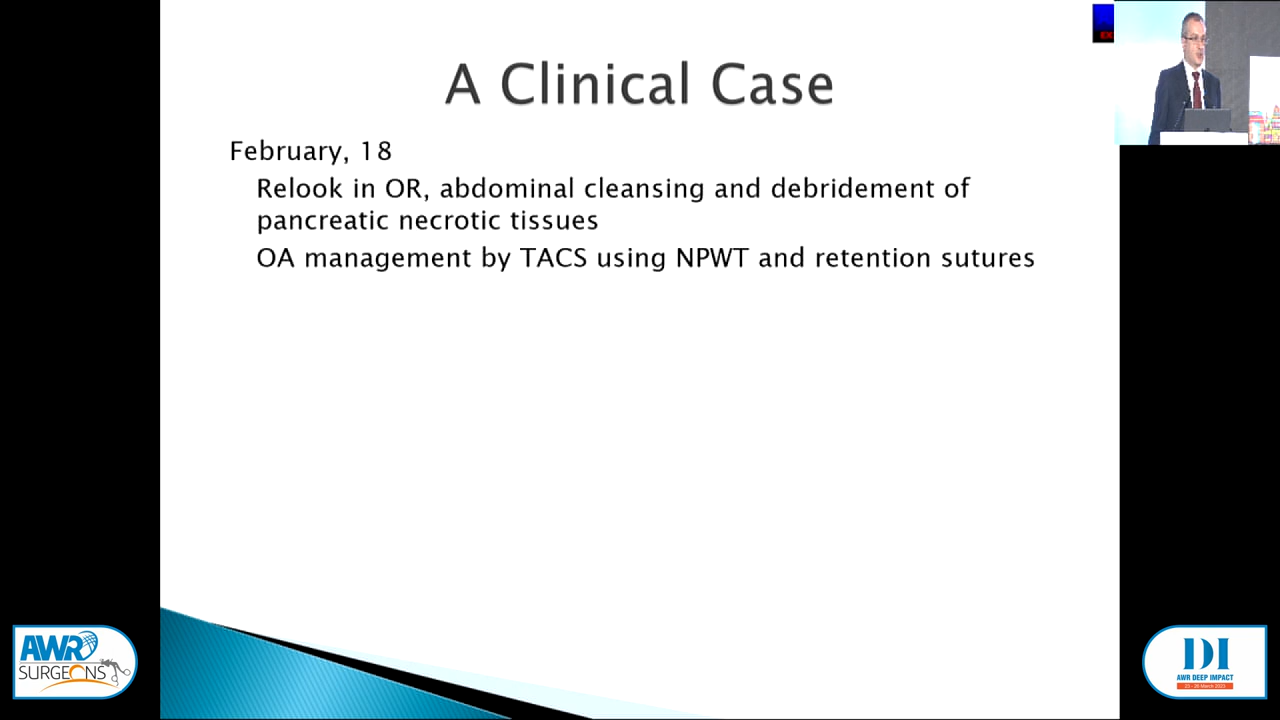 A Clinical Case
February, 18
Relook in OR, abdominal cleansing and debridement of
pancreatic necrotic tissues
OA management by TACS using NPWT and retention sutures
AWR
SURGEONS
DI
AWR DEEP IMPACT